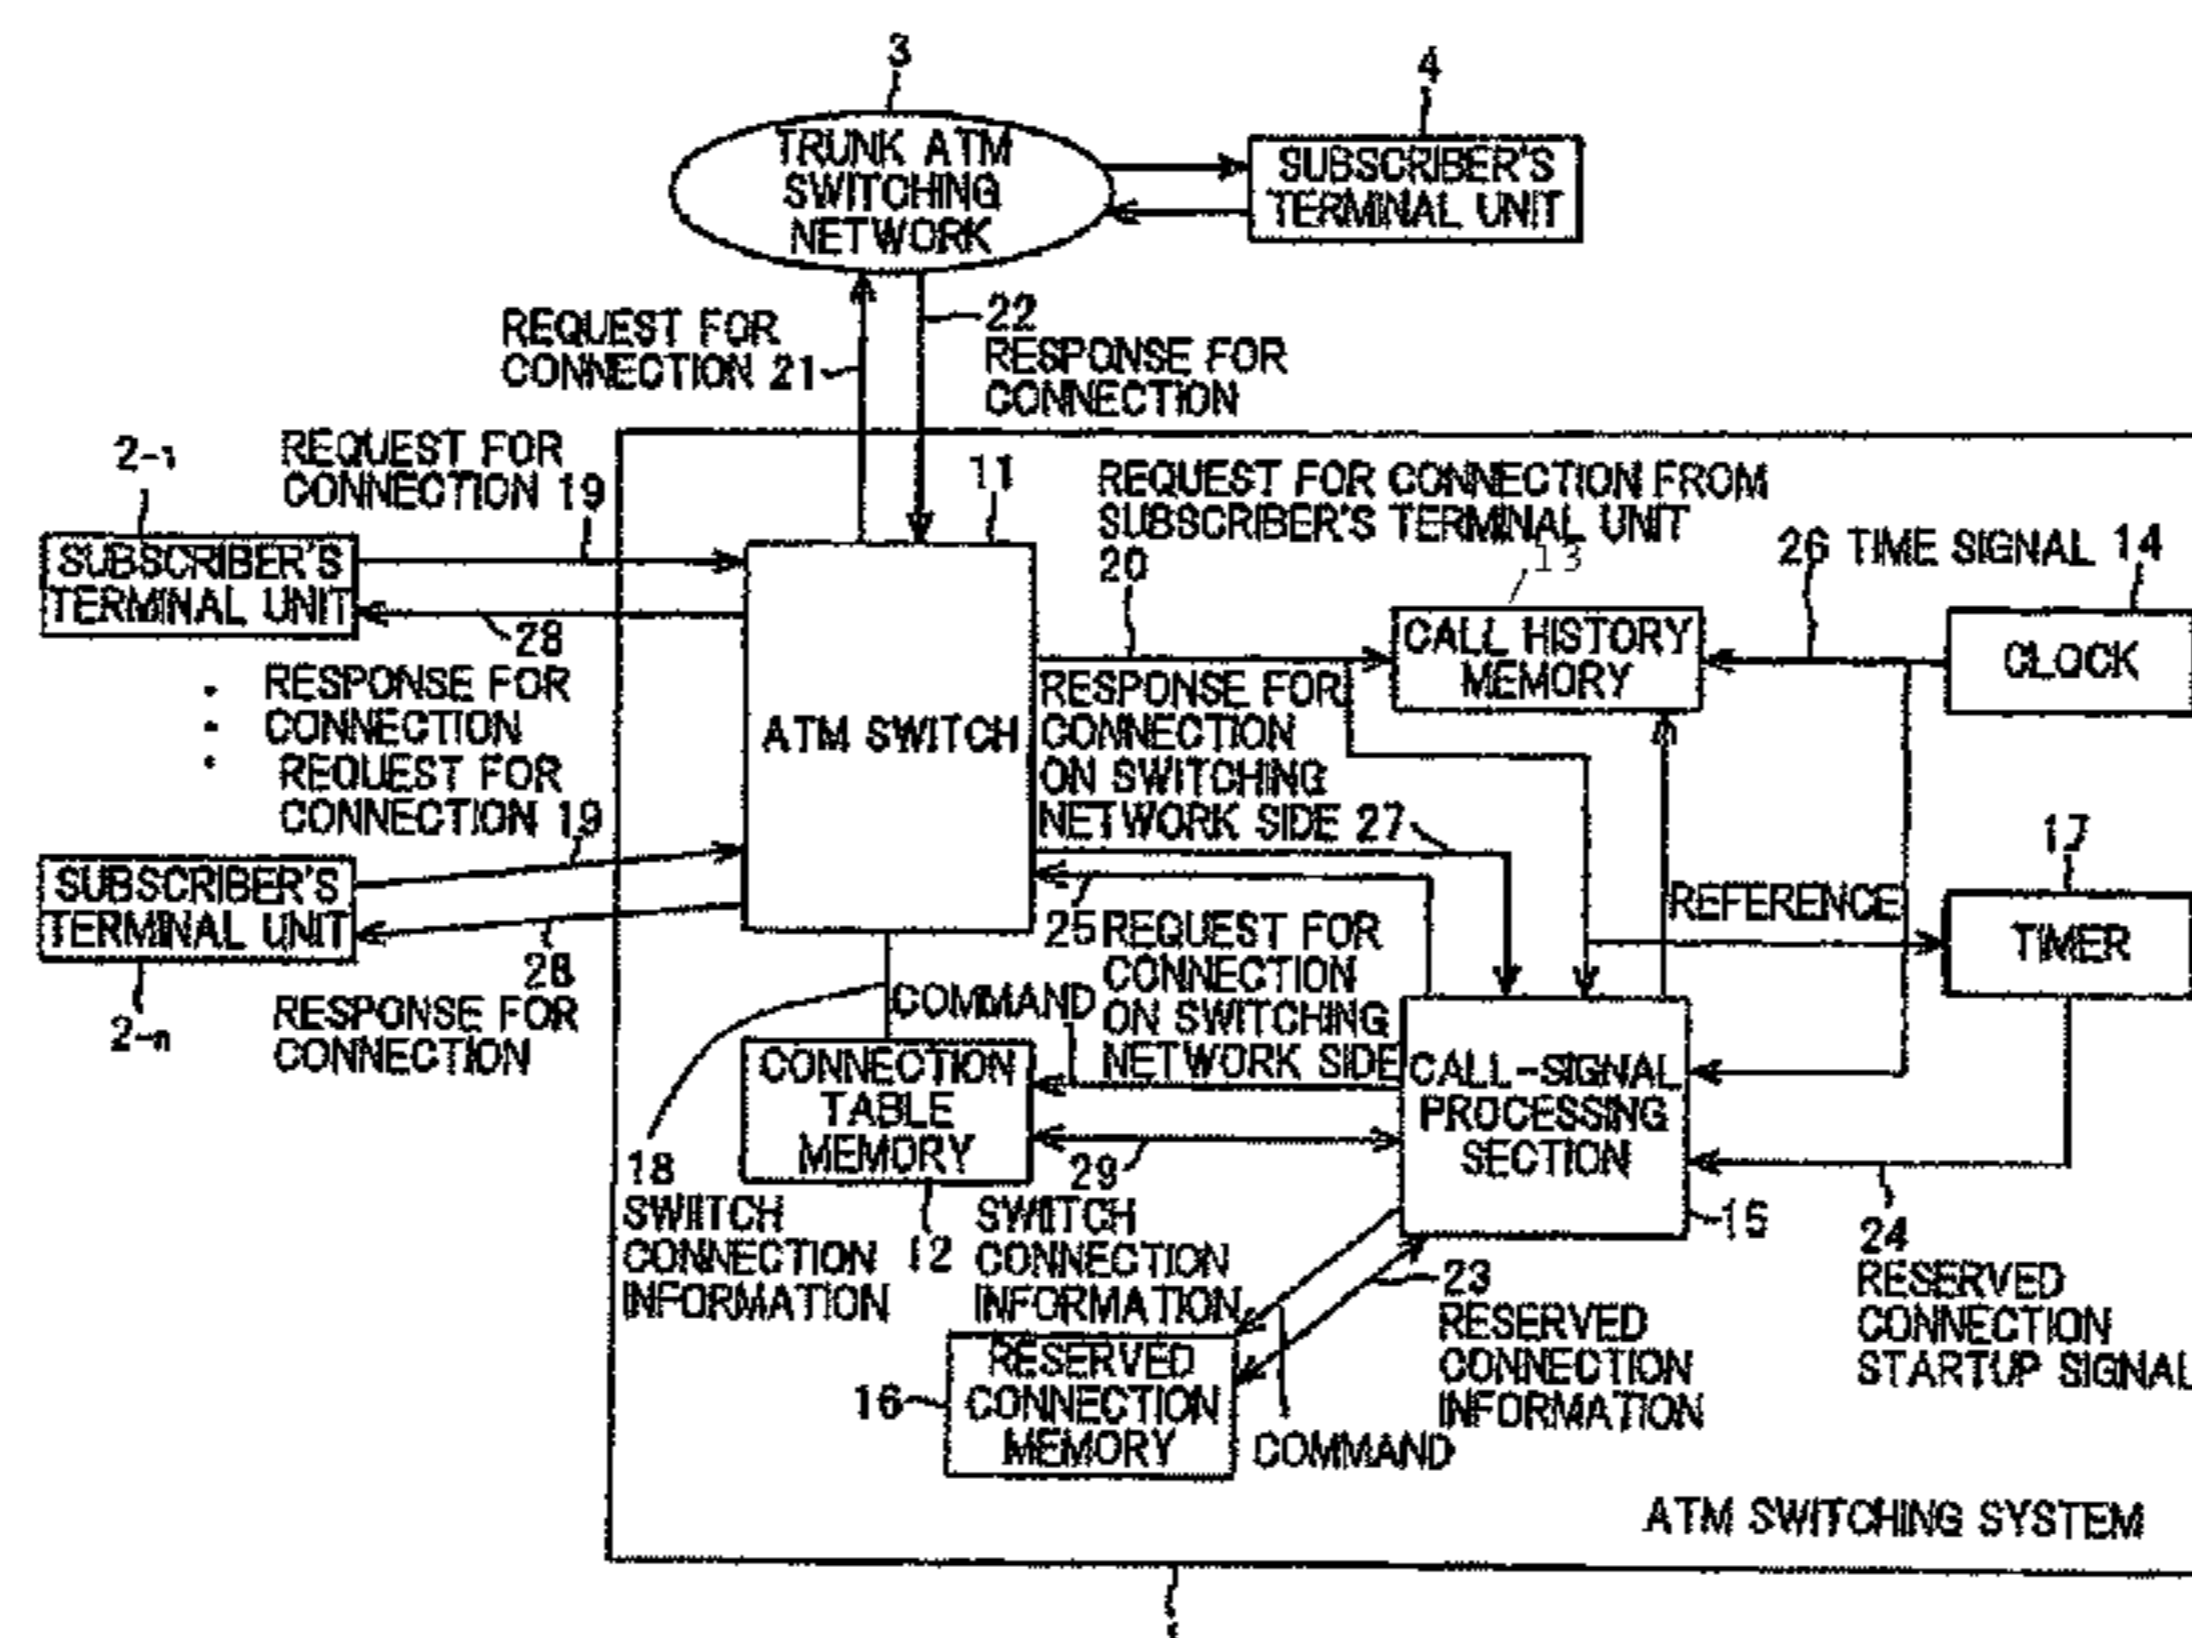 3
4
TRUNK ATM
SWITCHING
NETWORK
SUBSCRIBER'S
TERMINAL UNIT
REQUEST FOR
CONNECTION 21
22
RESPONSE FOR
CONNECTION
2-1
REQUEST FOR
CONNECTION 19
11
REQUEST FOR CONNECTION FROM
SUBSCRIBER'S TERMINAL UNIT
20
13
26 TIME SIGNAL 14
SUBSCRIBER'S
TERMINAL UNIT
28
RESPONSE FOR
CONNECTION
REQUEST FOR
CONNECTION 19
ATM SWITCH
CALL HISTORY
MEMORY
CLOCK
RESPONSE FOR
CONNECTION
ON SWITCHING
NETWORK SIDE 27
17
SUBSCRIBER'S
TERMINAL UNIT
28
2-n
RESPONSE FOR
CONNECTION
REFERENCE
TIMER
25 REQUEST FOR
CONNECTION
ON SWITCHING
NETWORK SIDE
COMMAND
CONNECTION
TABLE
MEMORY
CALL-SIGNAL
PROCESSING
SECTION
15
18
SWITCH
CONNECTION
INFORMATION
12
29
SWITCH
CONNECTION
INFORMATION
23
RESERVED
CONNECTION
INFORMATION
24
RESERVED
CONNECTION
STARTUP SIGNAL
16
RESERVED
CONNECTION
MEMORY
COMMAND
ATM SWITCHING SYSTEM